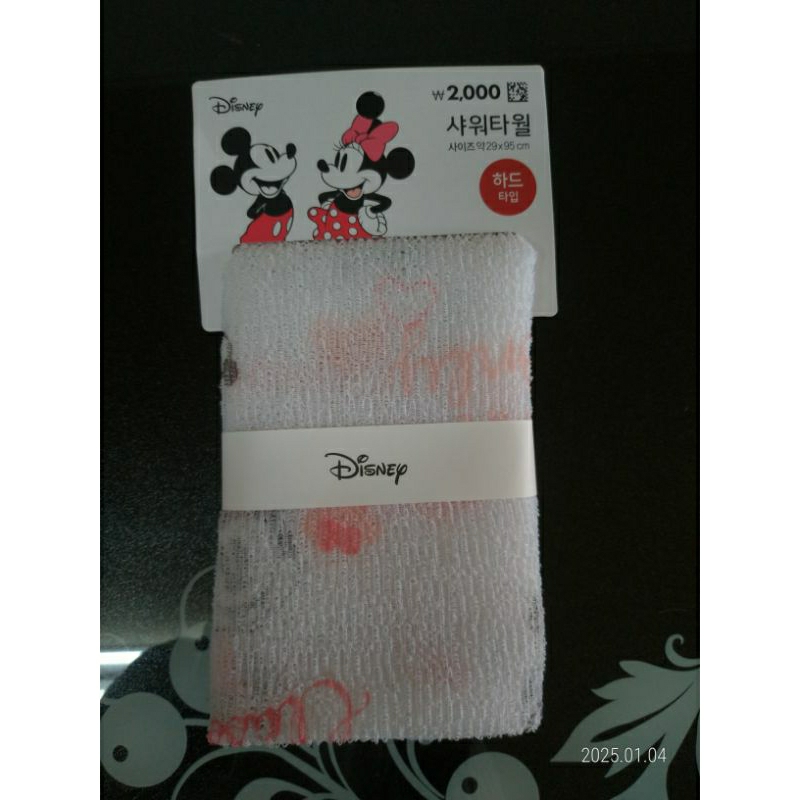 Disney
₩2,000
샤워타월
사이즈 약 29x95 cm
하드
타입
Disney
2025.01.04